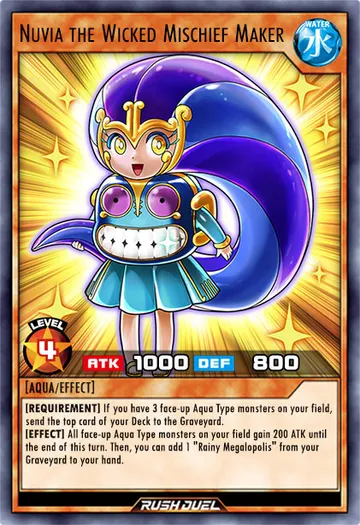 Nuvia the Wicked Mischief Maker
WATER
水
LEVEL
4
ATK 1000 DEF 800
[AQUA/EFFECT]
[REQUIREMENT] If you have 3 face-up Aqua Type monsters on your field,
send the top card of your Deck to the Graveyard.
[EFFECT] All face-up Aqua Type monsters on your field gain 200 ATK until
the end of this turn. Then, you can add 1 "Rainy Megalopolis" from your
Graveyard to your hand.
RUSH DUEL